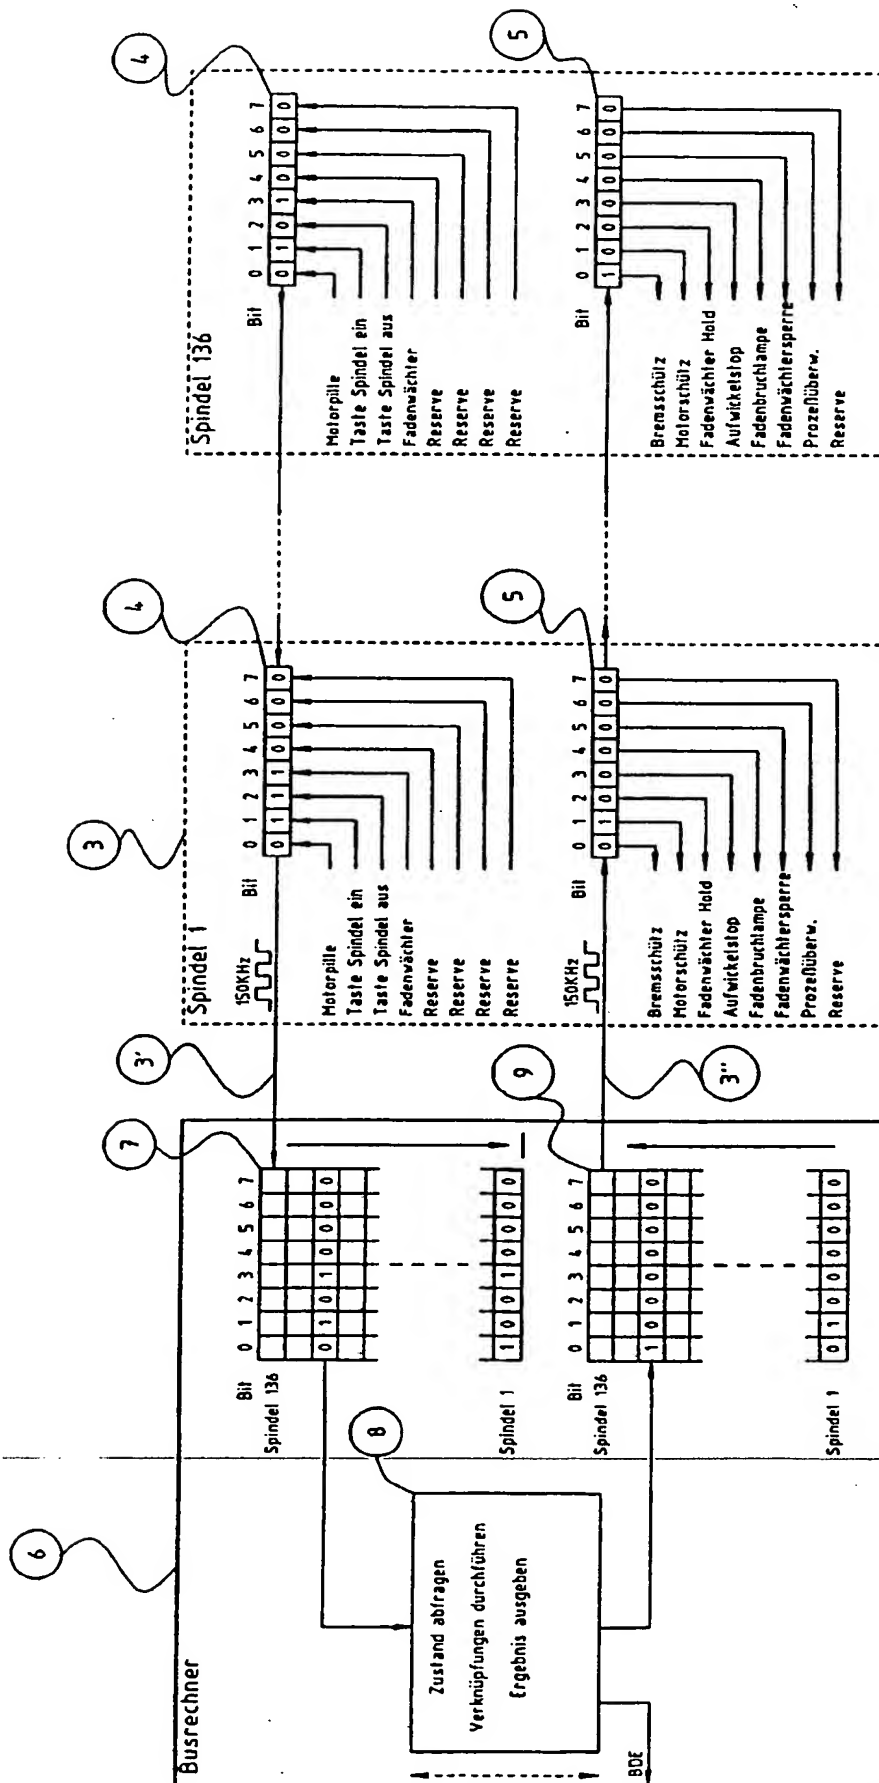 Busrechner
6
Zustand abfragen
Verknüpfungen durchführen
Ergebnis ausgeben
8
BDE
Bit 0 1 2 3 4 5 6 7
7
Spindel 136
0 1 0 1 0 0 0 0
Spindel 1
1 0 0 1 0 0 0 0
Bit 0 1 2 3 4 5 6 7
9
Spindel 136
1 0 0 0 0 0 0 0
Spindel 1
0 1 0 0 0 0 0 0
3'
3"
3
Spindel 1
150KHz
Bit 0 1 2 3 4 5 6 7
0 1 1 1 0 0 0 0
4
Motorpille
Taste Spindel ein
Taste Spindel aus
Fadenwächter
Reserve
Reserve
Reserve
Reserve
150KHz
Bit 0 1 2 3 4 5 6 7
0 1 0 0 0 0 0 0
5
Bremsschütz
Motorschütz
Fadenwächter Hold
Aufwickelstop
Fadenbruchlampe
Fadenwächtersperre
Prozeßüberw.
Reserve
Spindel 136
Bit 0 1 2 3 4 5 6 7
0 1 0 1 0 0 0 0
4
Motorpille
Taste Spindel ein
Taste Spindel aus
Fadenwächter
Reserve
Reserve
Reserve
Reserve
Bit 0 1 2 3 4 5 6 7
1 0 0 0 0 0 0 0
5
Bremsschütz
Motorschütz
Fadenwächter Hold
Aufwickelstop
Fadenbruchlampe
Fadenwächtersperre
Prozeßüberw.
Reserve